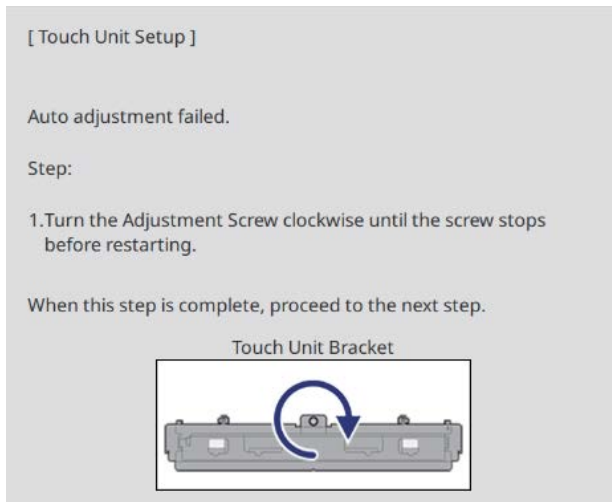 [ Touch Unit Setup ]
Auto adjustment failed.
Step:
1.Turn the Adjustment Screw clockwise until the screw stops
before restarting.
When this step is complete, proceed to the next step.
Touch Unit Bracket